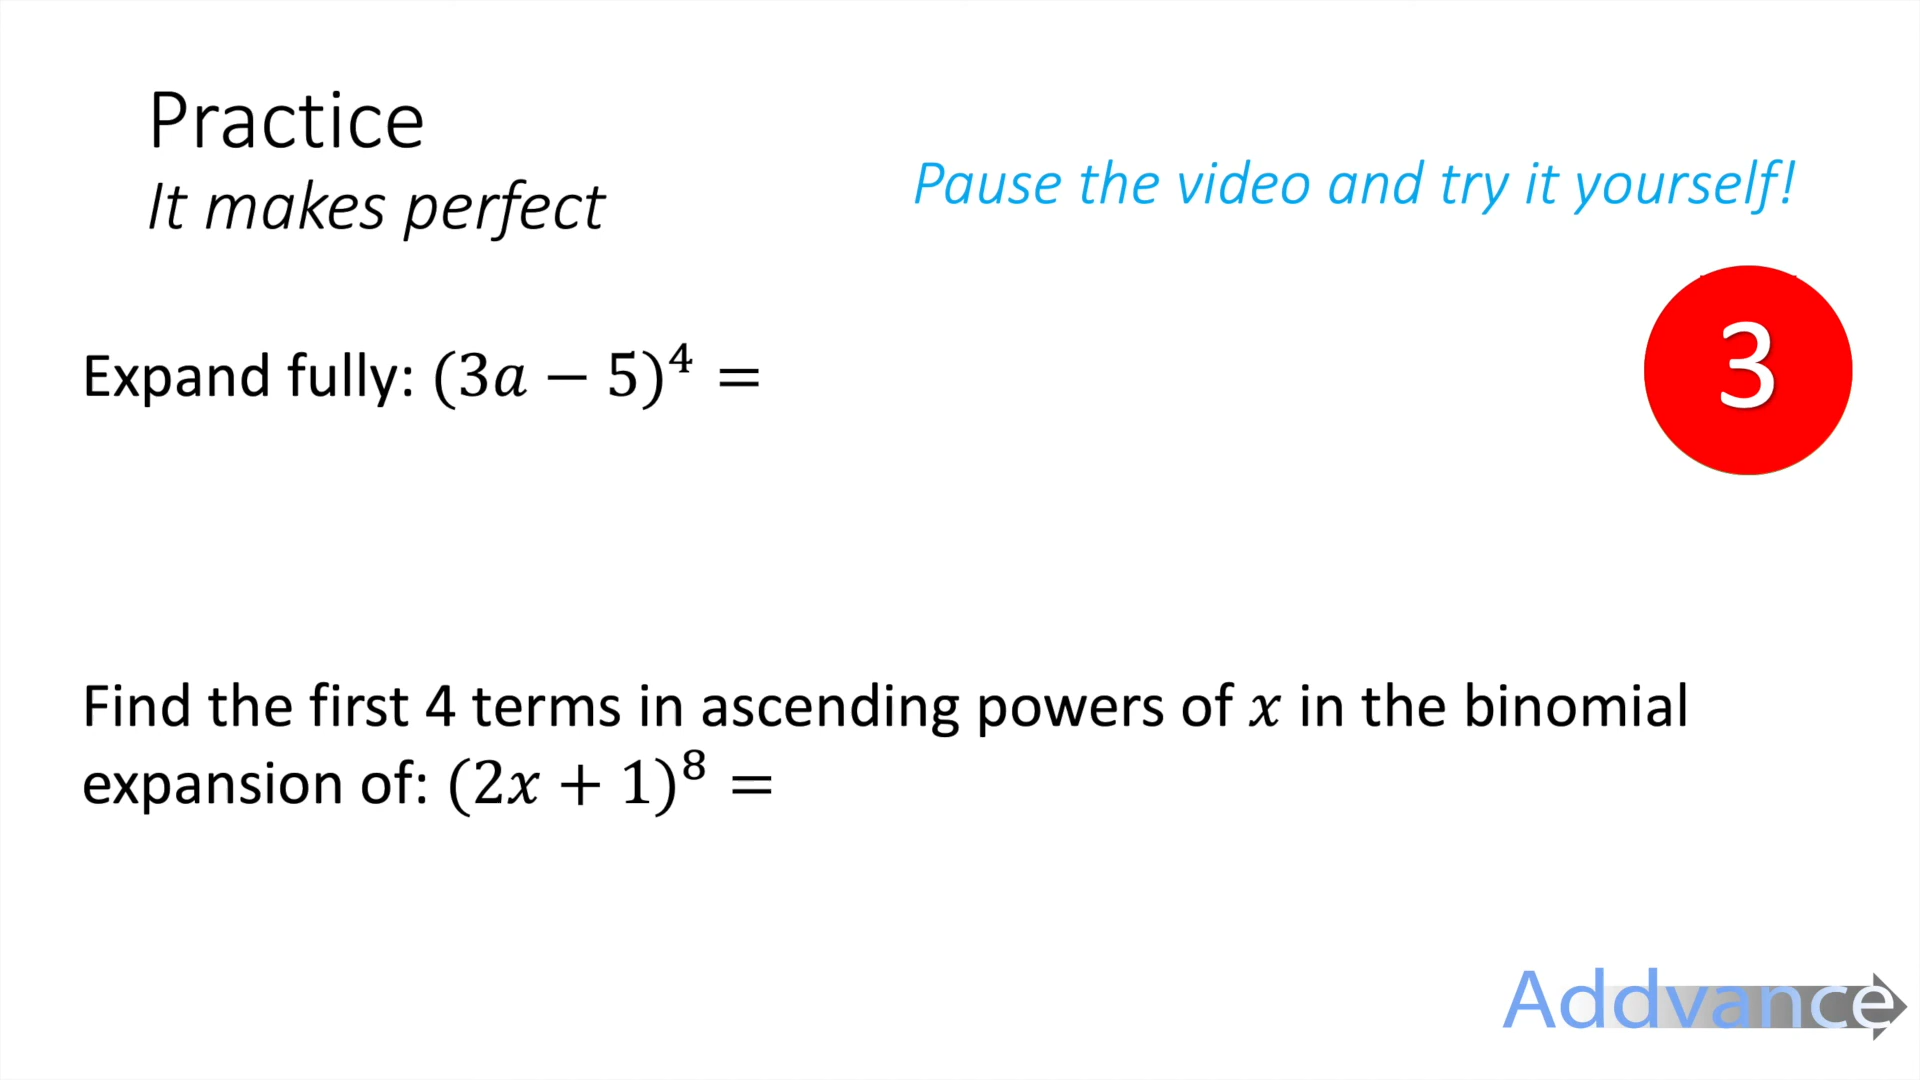 Practice
It makes perfect
Pause the video and try it yourself!
3
Expand fully: (3a − 5)⁴ =
Find the first 4 terms in ascending powers of x in the binomial
expansion of: (2x + 1)⁸ =
Addvance